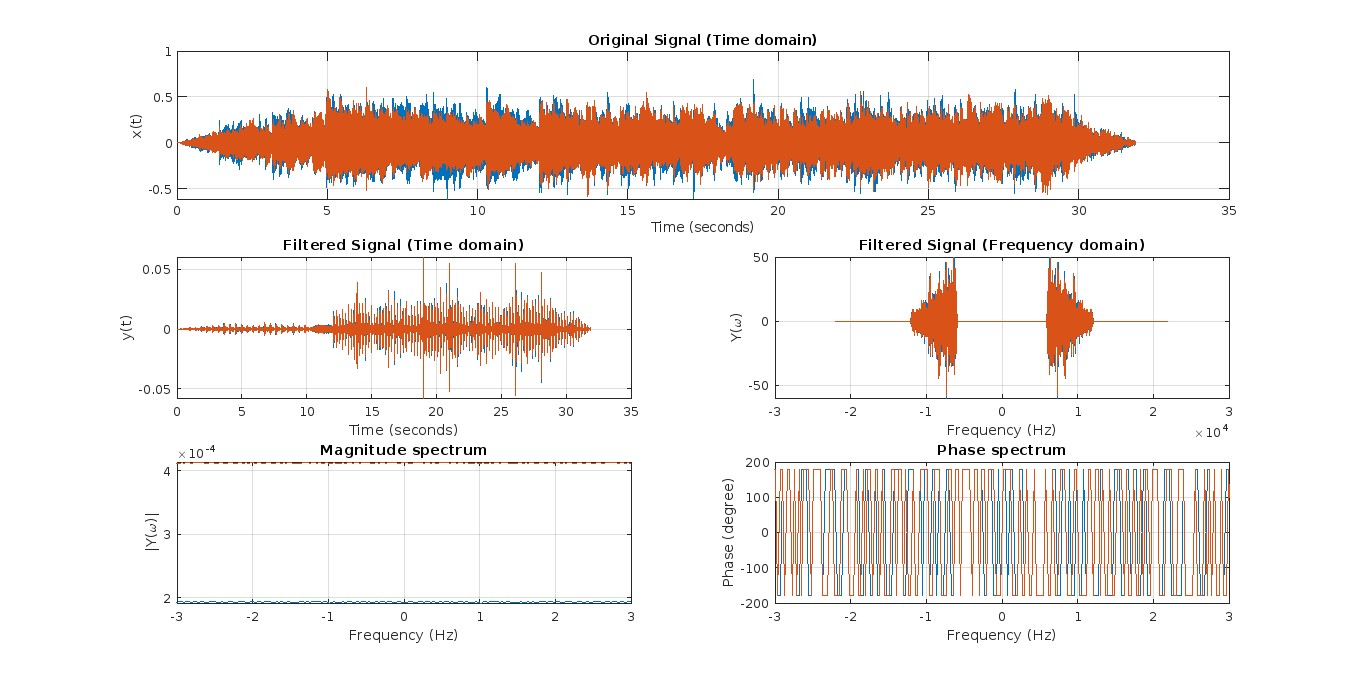 Original Signal (Time domain)
1
0.5
0
-0.5
x(t)
0 5 10 15 20 25 30 35
Time (seconds)
Filtered Signal (Time domain)
0.05
0
-0.05
y(t)
0 5 10 15 20 25 30 35
Time (seconds)
Filtered Signal (Frequency domain)
50
0
-50
Y(ω)
-3 -2 -1 0 1 2 3
Frequency (Hz)
×10^4
Magnitude spectrum
×10^-4
4
3
2
|Y(ω)|
-3 -2 -1 0 1 2 3
Frequency (Hz)
Phase spectrum
200
100
0
-100
-200
Phase (degree)
-3 -2 -1 0 1 2 3
Frequency (Hz)